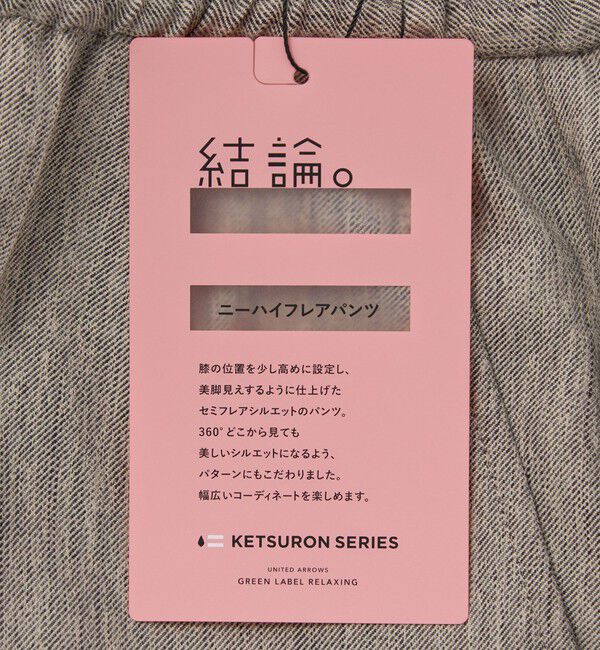 結論。
ニーハイフレアパンツ
膝の位置を少し高めに設定し、
美脚見えするように仕上げた
セミフレアシルエットのパンツ。
360°どこから見ても
美しいシルエットになるよう、
パターンにもこだわりました。
幅広いコーディネートを楽しめます。
KETSURON SERIES
UNITED ARROWS
GREEN LABEL RELAXING